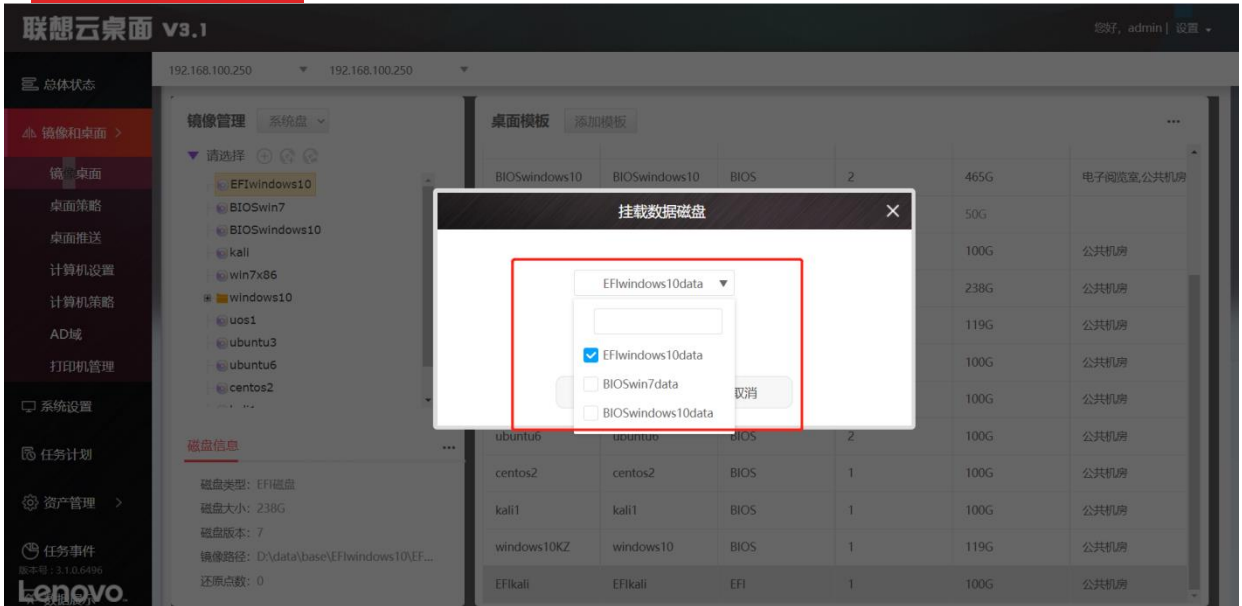 联想云桌面 V3.1
您好，admin | 设置
192.168.100.250 192.168.100.250
总体状态
镜像和桌面
桌面
桌面策略
桌面推送
计算机设置
计算机策略
AD域
打印机管理
系统设置
任务计划
资产管理
任务事件
版本号：3.1.0.6496
Lenovo
镜像管理 系统盘
请选择
EFIwindows10
BIOSwin7
BIOSwindows10
kali
win7x86
windows10
uos1
ubuntu3
ubuntu6
centos2
磁盘信息
磁盘类型：EFI磁盘
磁盘大小：238G
磁盘版本：7
镜像路径：D:\data\base\EFIwindows10\EF...
还原点数：0
桌面模板 添加模板
BIOSwindows10 BIOSwindows10 BIOS 2 465G 电子阅览室,公共机房
50G
100G 公共机房
238G 公共机房
119G 公共机房
100G 公共机房
100G 公共机房
ubuntu6 ubuntu6 BIOS 2 100G 公共机房
centos2 centos2 BIOS 1 100G 公共机房
kali1 kali1 BIOS 1 100G 公共机房
windows10KZ windows10 BIOS 1 119G 公共机房
EFIkali EFIkali EFI 1 100G 公共机房
挂载数据磁盘
EFIwindows10data
EFIwindows10data
BIOSwin7data
BIOSwindows10data
取消